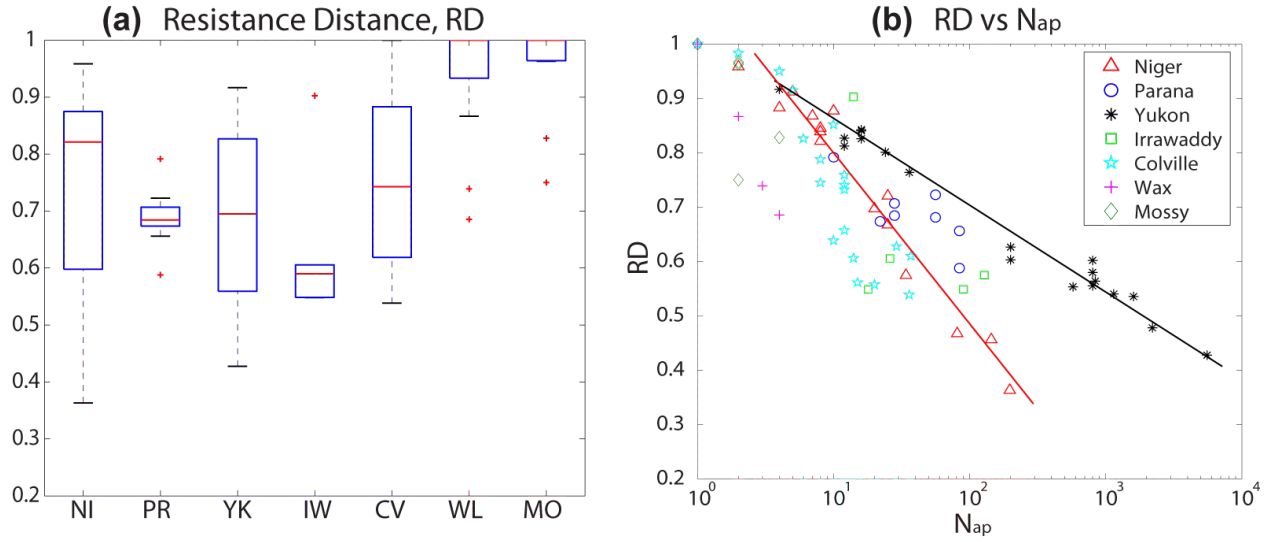 (a) Resistance Distance, RD
1
0.9
0.8
0.7
0.6
0.5
0.4
0.3
0.2
NI PR YK IW CV WL MO
(b) RD vs Nap
RD
1
0.9
0.8
0.7
0.6
0.5
0.4
0.3
0.2
10^0 10^1 10^2 10^3 10^4
Nap
Niger
Parana
Yukon
Irrawaddy
Colville
Wax
Mossy